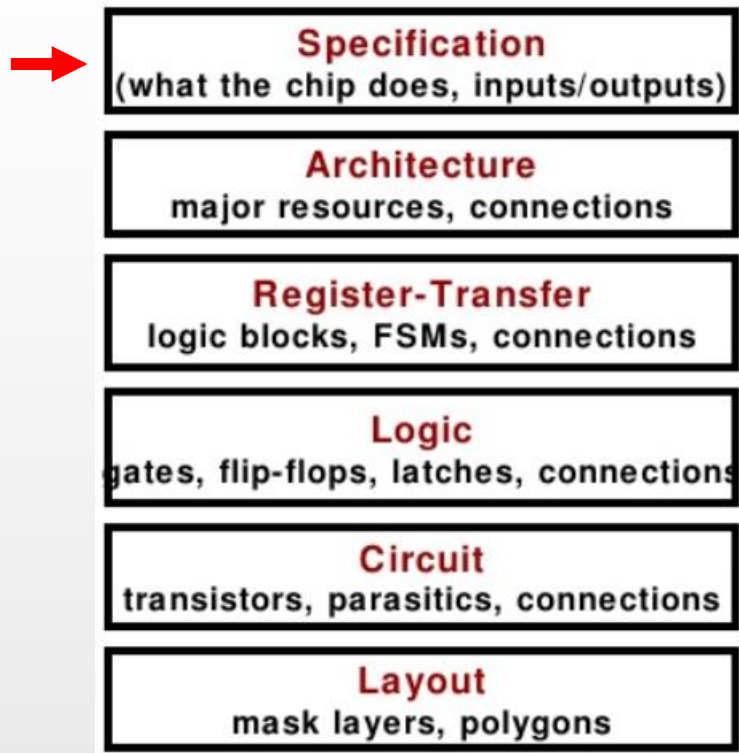 Specification
(what the chip does, inputs/outputs)
Architecture
major resources, connections
Register-Transfer
logic blocks, FSMs, connections
Logic
gates, flip-flops, latches, connections
Circuit
transistors, parasitics, connections
Layout
mask layers, polygons